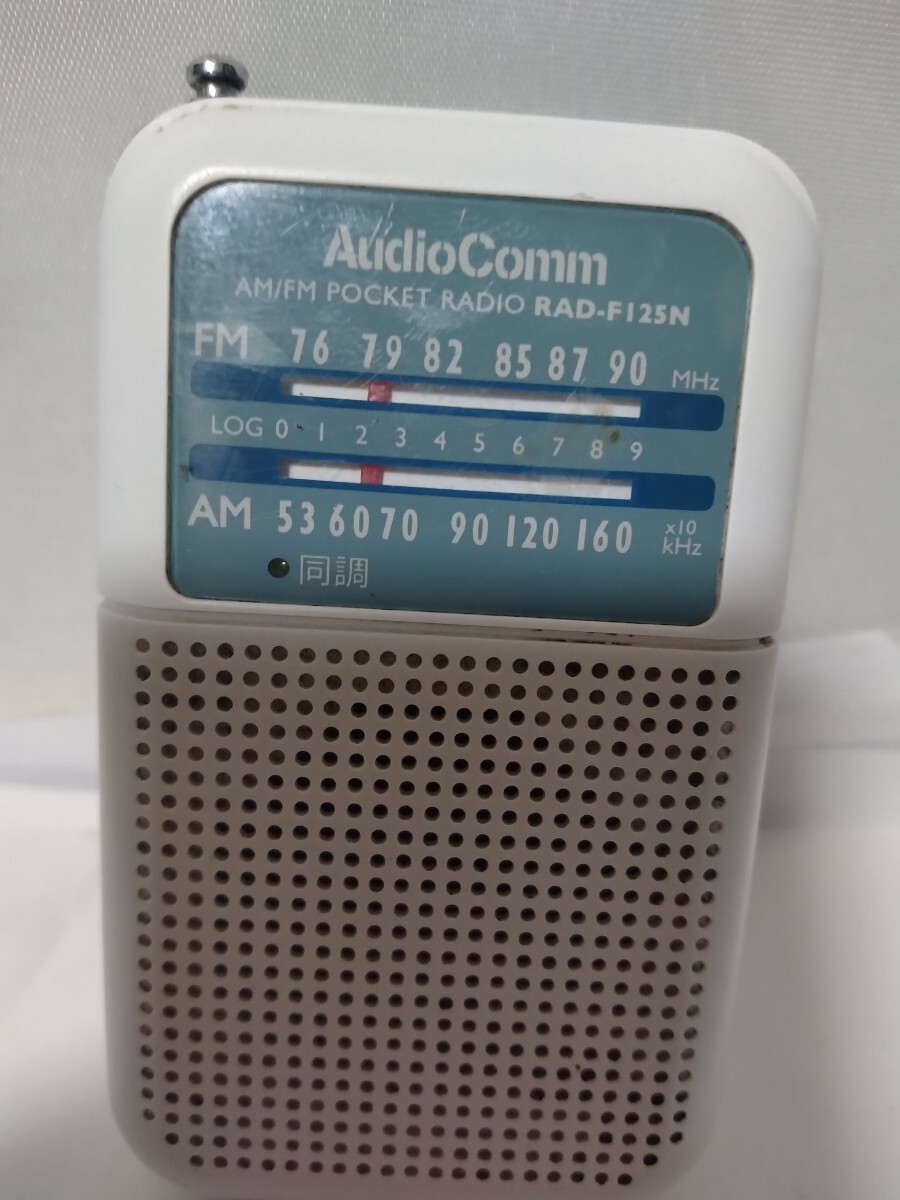 AudioComm
AM/FM POCKET RADIO RAD-F125N
FM 76 79 82 85 87 90 MHz
LOG 0 1 2 3 4 5 6 7 8 9
AM 53 60 70 90 120 160 x10 kHz
同調